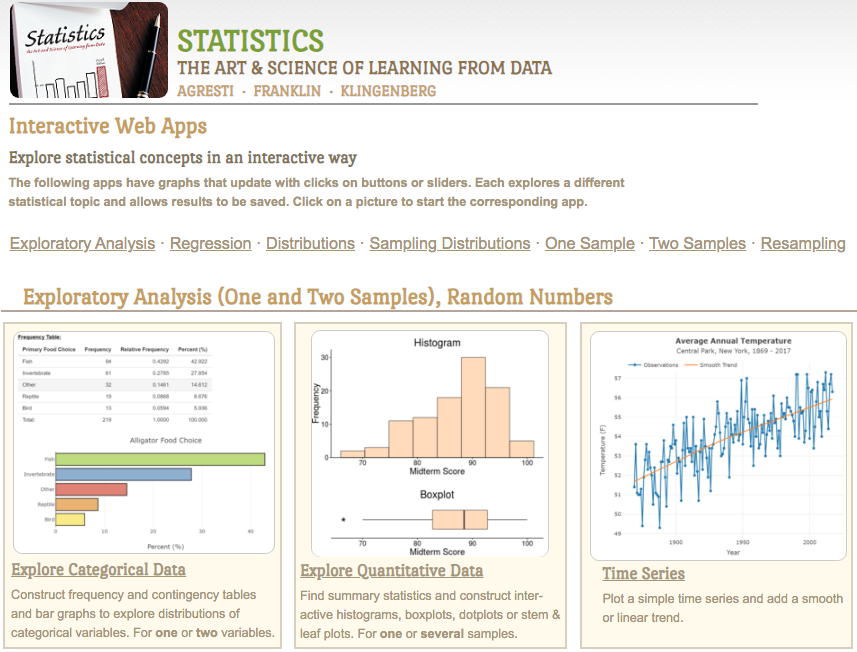 Statistics
the Art and Science of Learning from Data
STATISTICS
THE ART & SCIENCE OF LEARNING FROM DATA
AGRESTI · FRANKLIN · KLINGENBERG
Interactive Web Apps
Explore statistical concepts in an interactive way
The following apps have graphs that update with clicks on buttons or sliders. Each explores a different
statistical topic and allows results to be saved. Click on a picture to start the corresponding app.
Exploratory Analysis · Regression · Distributions · Sampling Distributions · One Sample · Two Samples · Resampling
Exploratory Analysis (One and Two Samples), Random Numbers
Frequency Table:
Primary Food Choice Frequency Relative Frequency Percent (%)
Fish 94 0.4292 42.922
Invertebrate 61 0.2785 27.854
Other 32 0.1461 14.612
Reptile 19 0.0868 8.676
Bird 13 0.0594 5.936
Total: 219 1.0000 100.000
Alligator Food Choice
Fish
Invertebrate
Other
Reptile
Bird
0 10 20 30 40
Percent (%)
Explore Categorical Data
Construct frequency and contingency tables
and bar graphs to explore distributions of
categorical variables. For one or two variables.
Histogram
Frequency
30
20
10
0
70 80 90 100
Midterm Score
Boxplot
70 80 90 100
Midterm Score
Explore Quantitative Data
Find summary statistics and construct inter-
active histograms, boxplots, dotplots or stem &
leaf plots. For one or several samples.
Average Annual Temperature
Central Park, New York, 1869 - 2017
Observations Smooth Trend
Temperature (F)
57
56
55
54
53
52
51
50
49
1900 1950 2000
Year
Time Series
Plot a simple time series and add a smooth
or linear trend.